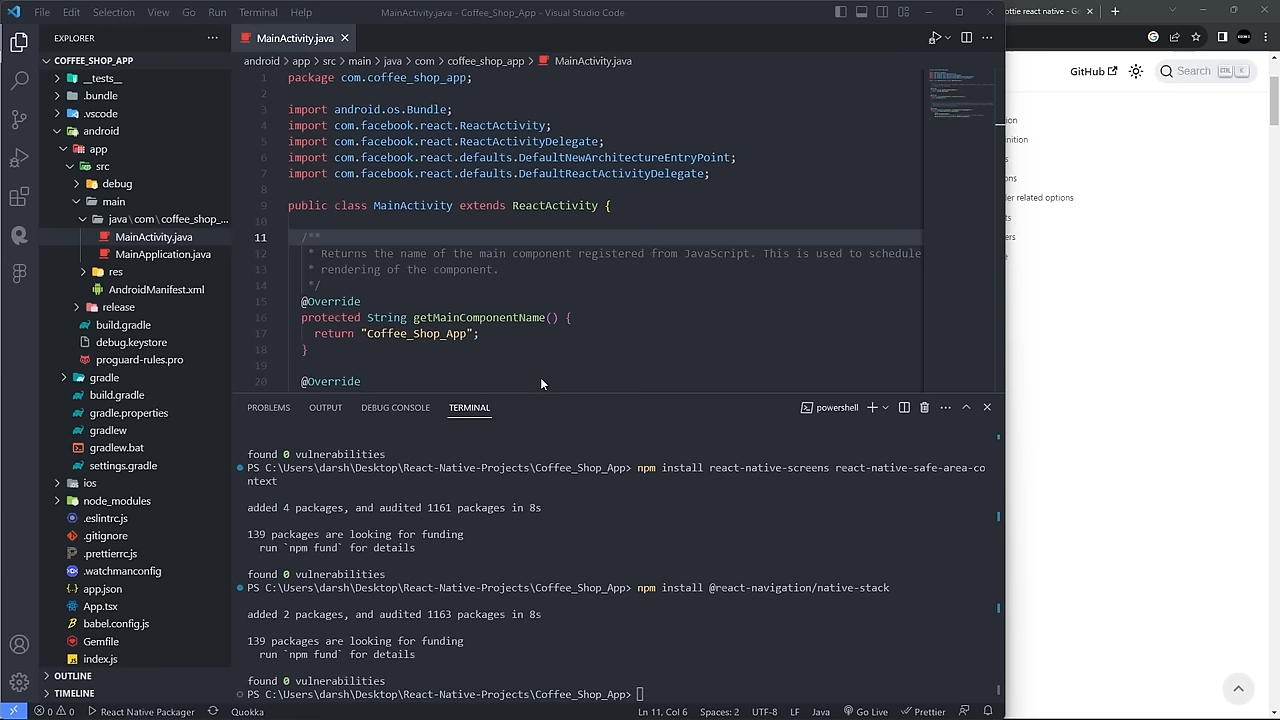 File Edit Selection View Go Run Terminal Help
MainActivity.java - Coffee_Shop_App - Visual Studio Code
ottie react native - Go
EXPLORER
COFFEE_SHOP_APP
__tests__
.bundle
.vscode
android
app
src
debug
main
java\com\coffee_shop_...
MainActivity.java
MainApplication.java
res
AndroidManifest.xml
release
build.gradle
debug.keystore
proguard-rules.pro
gradle
build.gradle
gradle.properties
gradlew
gradlew.bat
settings.gradle
ios
node_modules
.eslintrc.js
.gitignore
.prettierrc.js
.watchmanconfig
app.json
App.tsx
babel.config.js
Gemfile
index.js
OUTLINE
TIMELINE
MainActivity.java
android > app > src > main > java > com > coffee_shop_app > MainActivity.java
1 package com.coffee_shop_app;
2
3 import android.os.Bundle;
4 import com.facebook.react.ReactActivity;
5 import com.facebook.react.ReactActivityDelegate;
6 import com.facebook.react.defaults.DefaultNewArchitectureEntryPoint;
7 import com.facebook.react.defaults.DefaultReactActivityDelegate;
8
9 public class MainActivity extends ReactActivity {
10
11 /**
12 * Returns the name of the main component registered from JavaScript. This is used to schedule
13 * rendering of the component.
14 */
15 @Override
16 protected String getMainComponentName() {
17 return "Coffee_Shop_App";
18 }
19
20 @Override
PROBLEMS OUTPUT DEBUG CONSOLE TERMINAL
powershell
found 0 vulnerabilities
PS C:\Users\darsh\Desktop\React-Native-Projects\Coffee_Shop_App> npm install react-native-screens react-native-safe-area-co
ntext
added 4 packages, and audited 1161 packages in 8s
139 packages are looking for funding
run `npm fund` for details
found 0 vulnerabilities
PS C:\Users\darsh\Desktop\React-Native-Projects\Coffee_Shop_App> npm install @react-navigation/native-stack
added 2 packages, and audited 1163 packages in 8s
139 packages are looking for funding
run `npm fund` for details
found 0 vulnerabilities
PS C:\Users\darsh\Desktop\React-Native-Projects\Coffee_Shop_App>
0 0 React Native Packager Quokka
Ln 11, Col 6 Spaces: 2 UTF-8 LF Java Go Live Prettier
GitHub Search CTRL K
ion
nition
s
ons
er related options
ts
ers
e